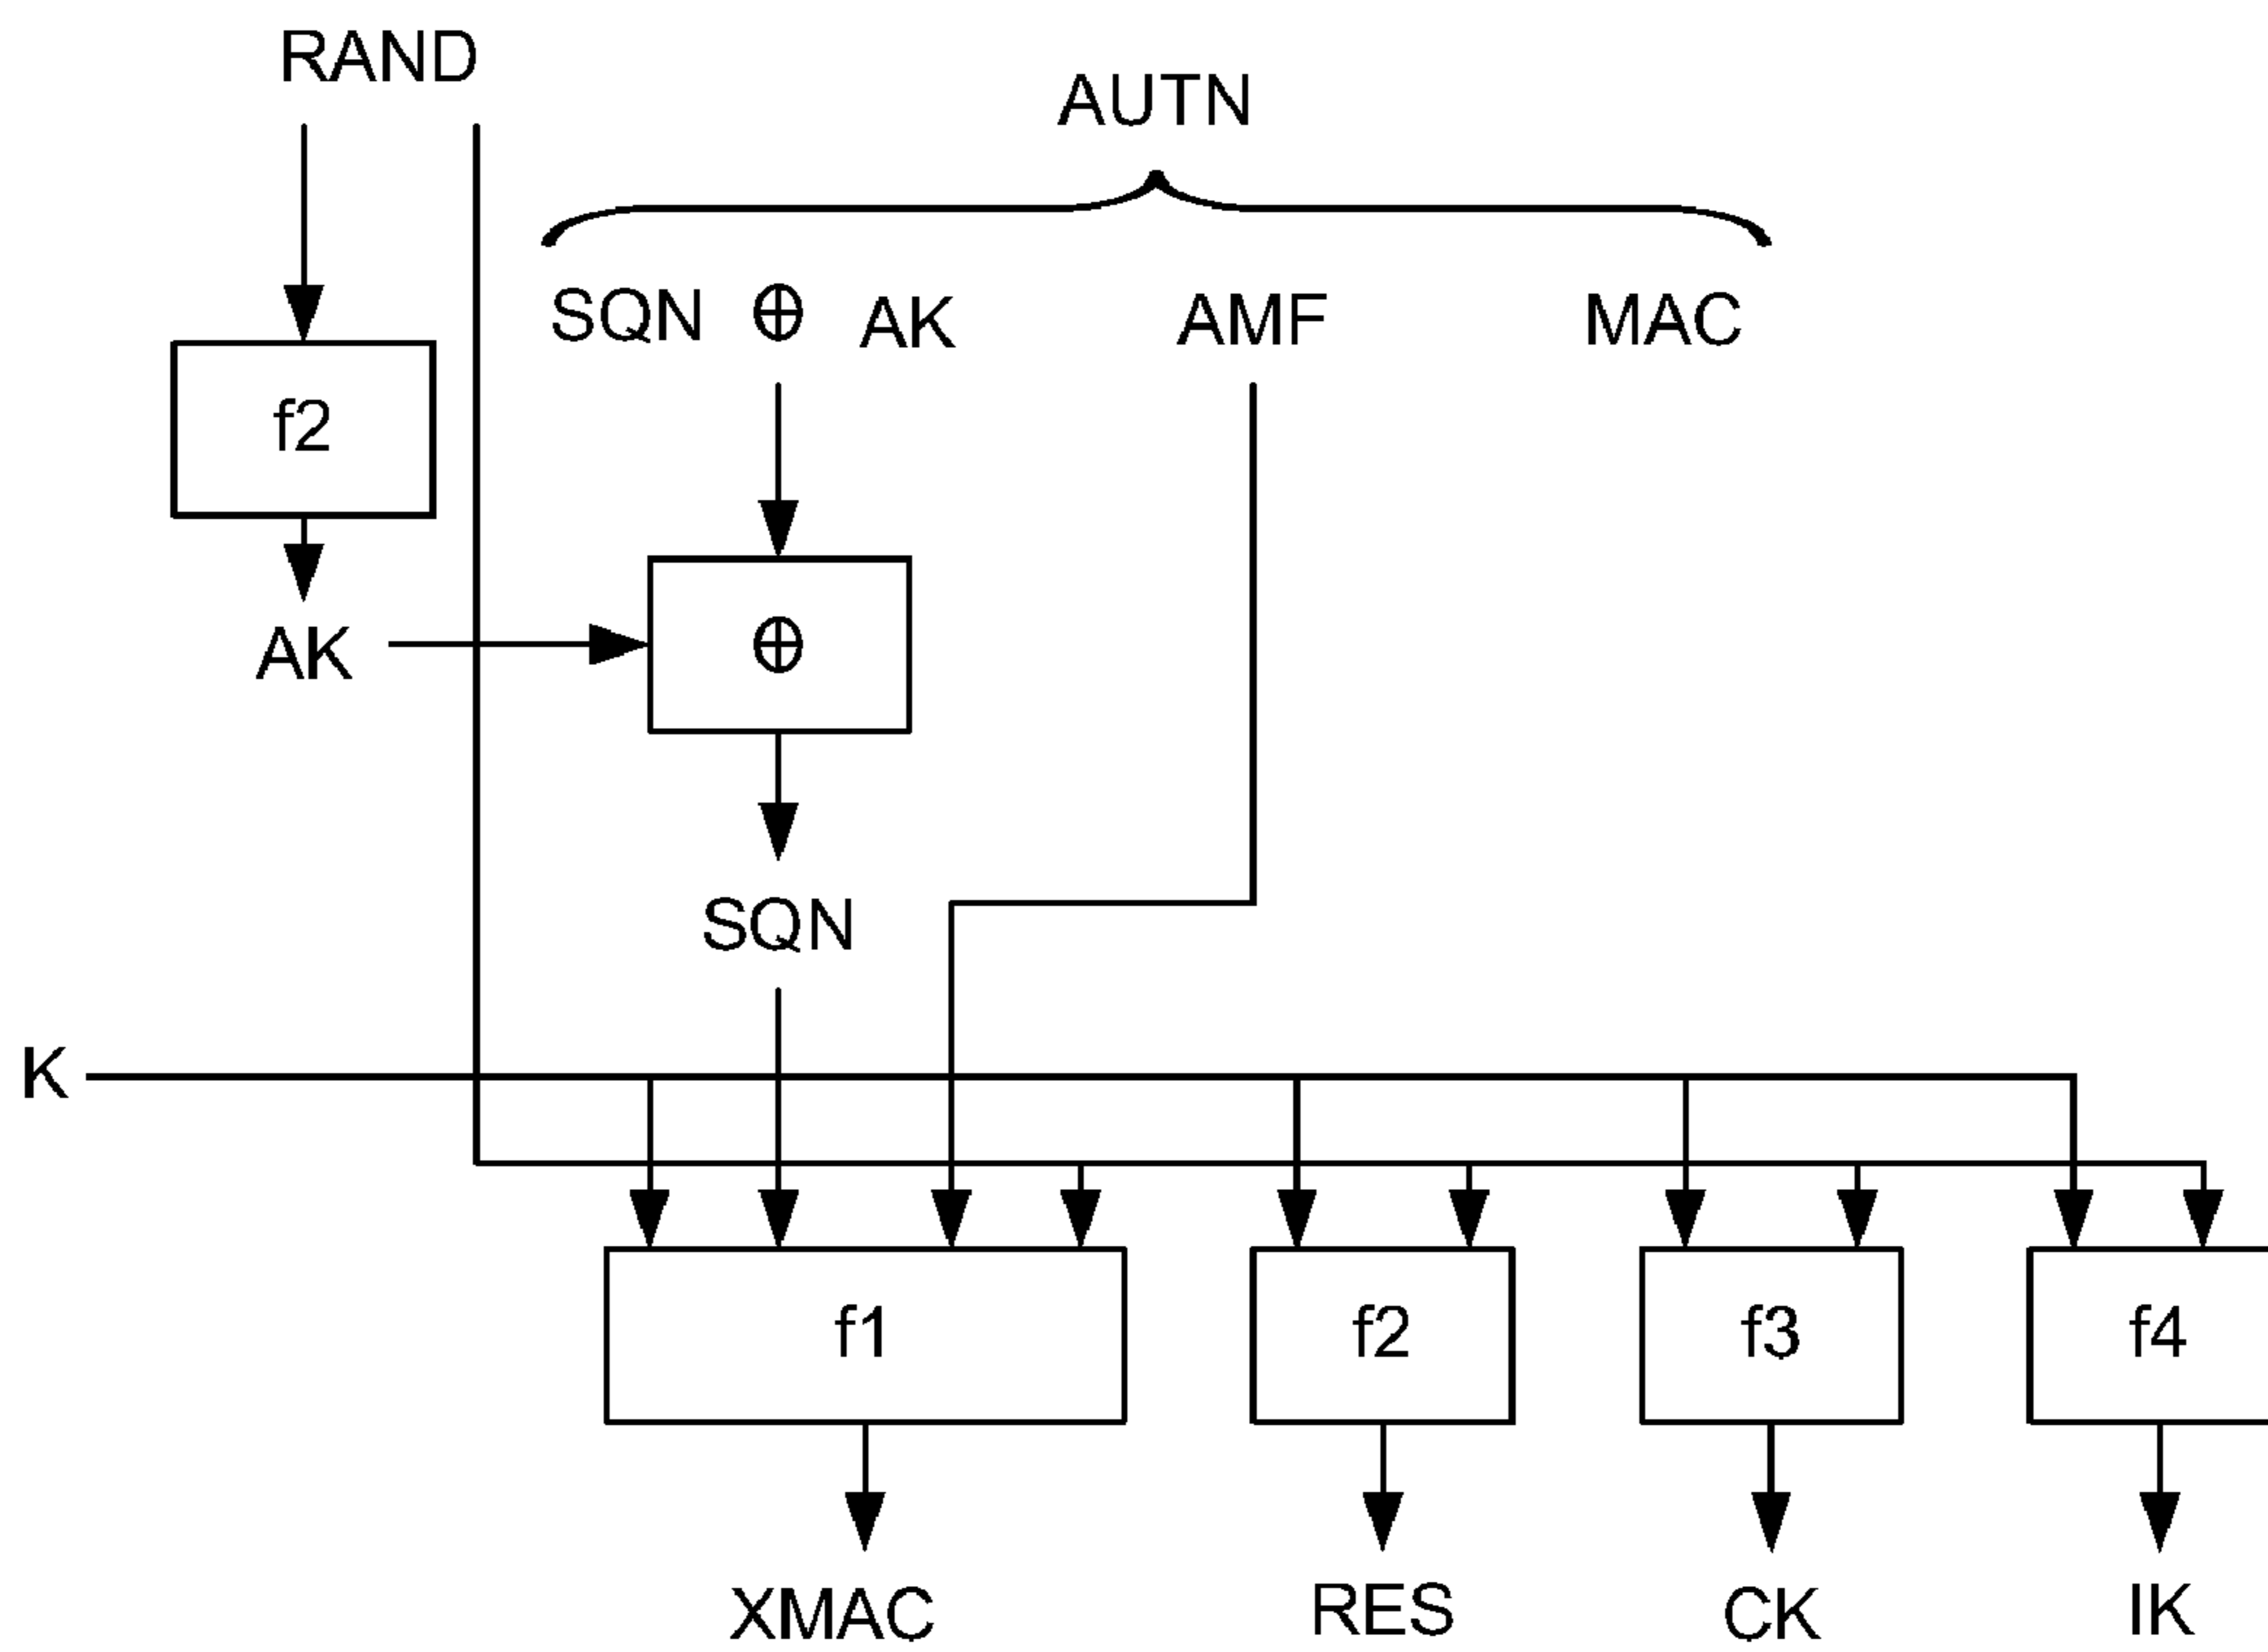 RAND
AUTN
SQN ⊕ AK AMF MAC
f2
AK
⊕
SQN
K
f1 f2 f3 f4
XMAC RES CK IK